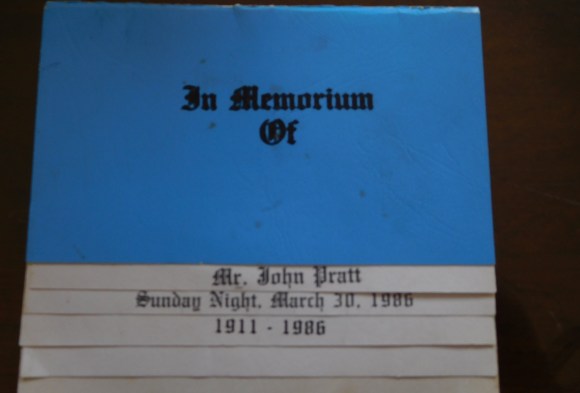 In Memorium
Of
Mr. John Pratt
Sunday Night, March 30, 1986
1911 - 1986